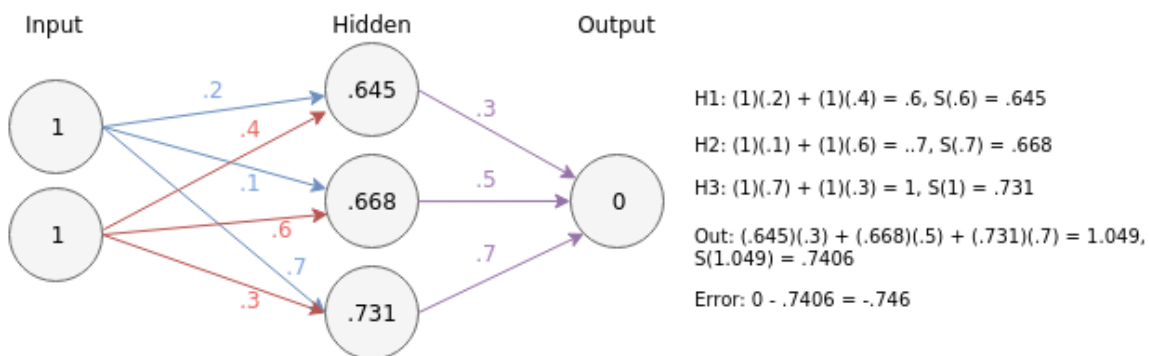 Input Hidden Output
.2 .645 .3
1 .4
.1 .668 .5 0
1 .6
.7 .7
.3 .731
H1: (1)(.2) + (1)(.4) = .6, S(.6) = .645
H2: (1)(.1) + (1)(.6) = ..7, S(.7) = .668
H3: (1)(.7) + (1)(.3) = 1, S(1) = .731
Out: (.645)(.3) + (.668)(.5) + (.731)(.7) = 1.049,
S(1.049) = .7406
Error: 0 - .7406 = -.746